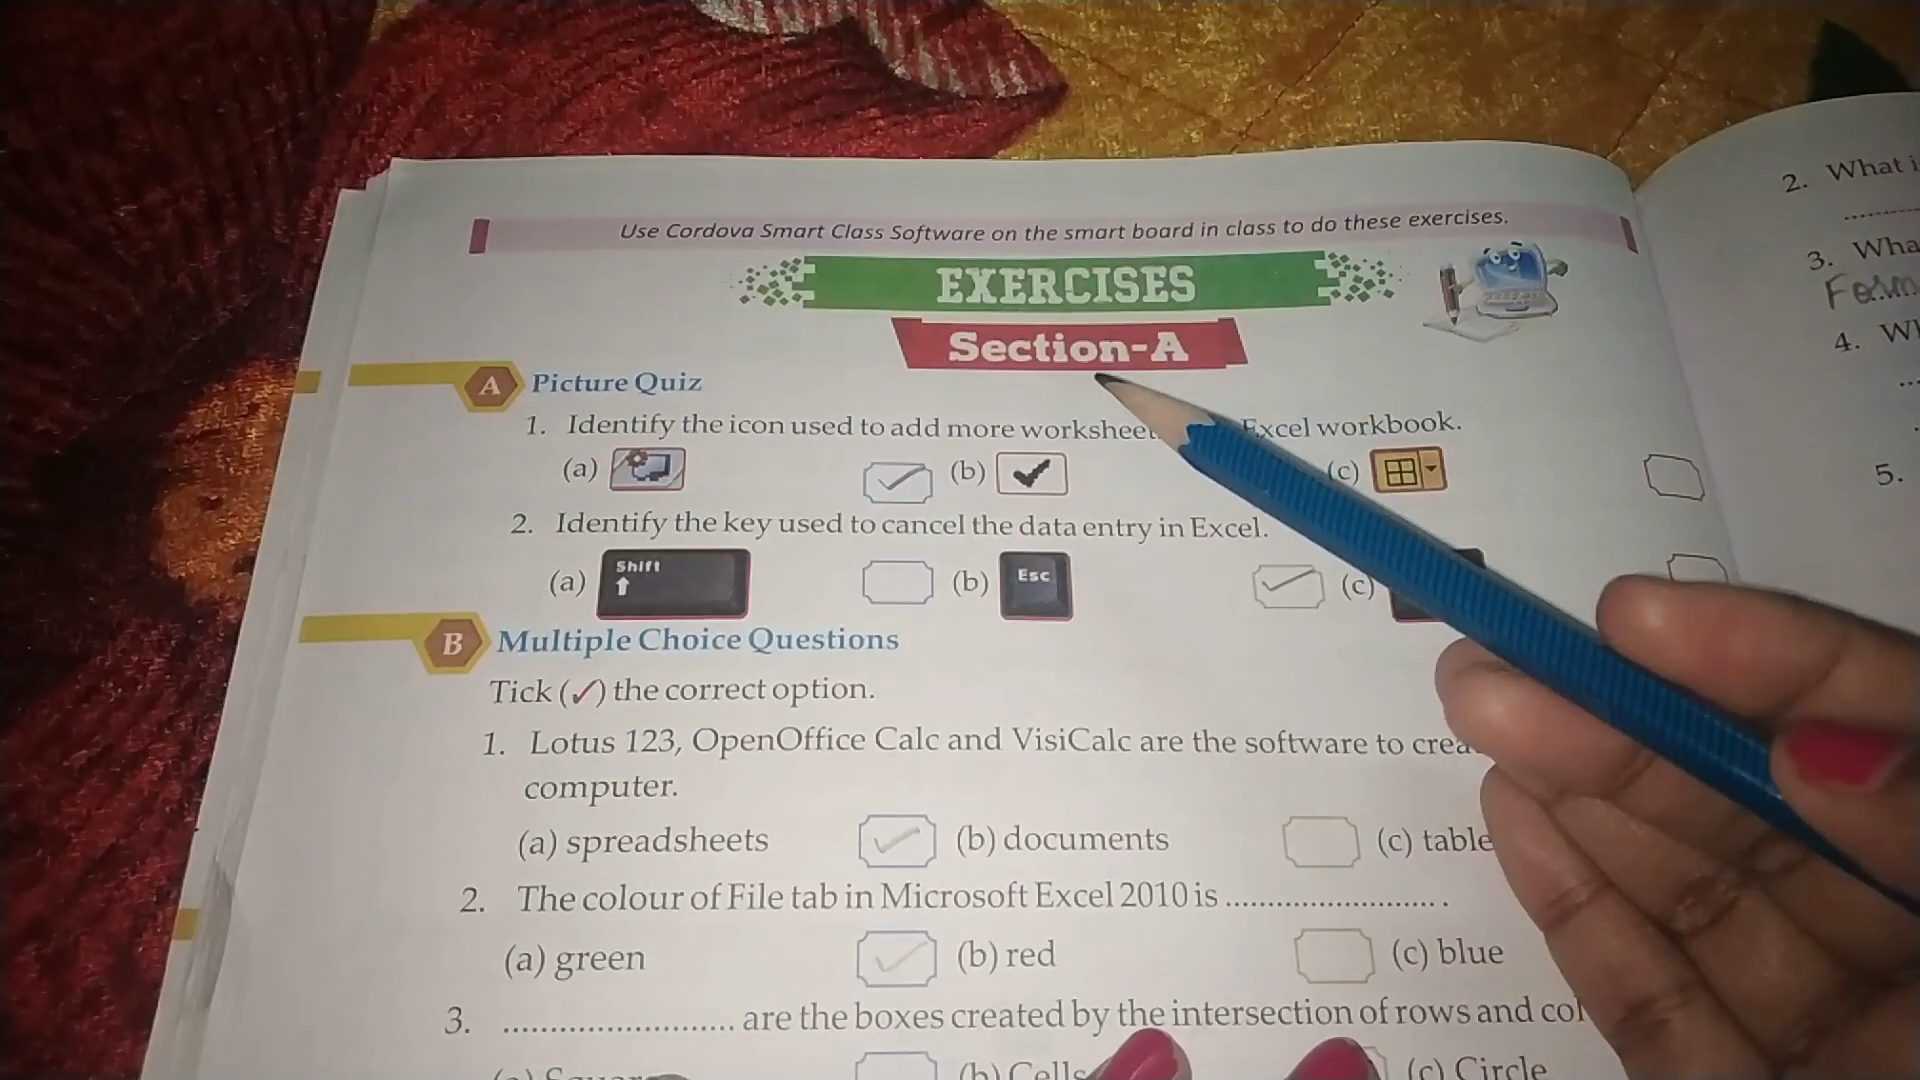 Use Cordova Smart Class Software on the smart board in class to do these exercises.
EXERCISES
Section-A
A Picture Quiz
1. Identify the icon used to add more Excel workbook.
(a) (b) (c)
2. Identify the key used to cancel the data entry in Excel.
(a) Shift (b) Esc (c)
B Multiple Choice Questions
Tick (✓) the correct option.
1. Lotus 123, OpenOffice Calc and VisiCalc are the software to
computer.
(a) spreadsheets (b) documents (c) table
2. The colour of File tab in Microsoft Excel 2010 is ........................ .
(a) green (b) red (c) blue
3. ........................ are the boxes created by the intersection of rows and
(b) Cells (c) Circle
2. What
3.
4.
5.